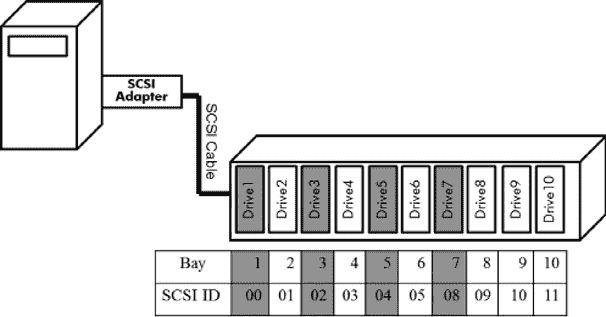 SCSI
Adapter
SCSI Cable
Drive1 Drive2 Drive3 Drive4 Drive5 Drive6 Drive7 Drive8 Drive9 Drive10
Bay 1 2 3 4 5 6 7 8 9 10
SCSI ID 00 01 02 03 04 05 08 09 10 11